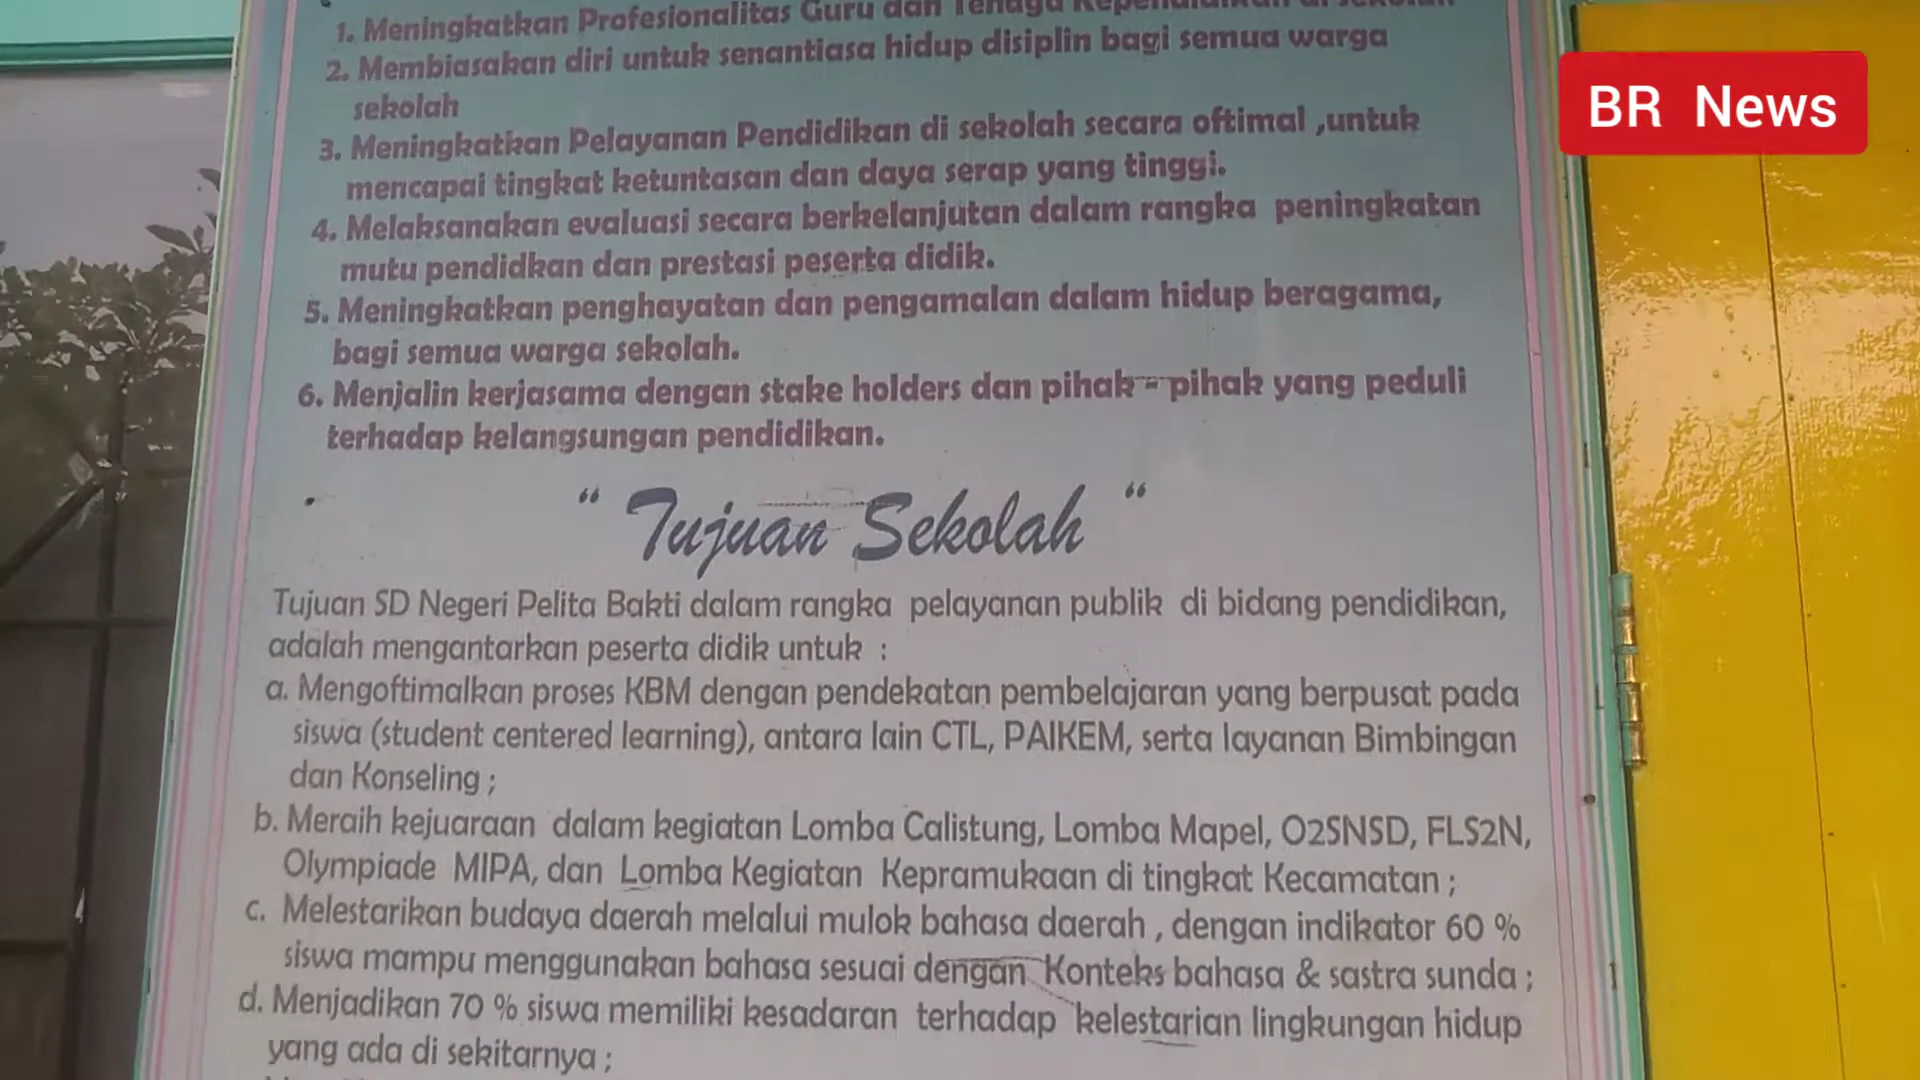 1. Meningkatkan Profesionalitas Guru dan Tenaga Kependidikan di sekolah
2. Membiasakan diri untuk senantiasa hidup disiplin bagi semua warga
sekolah
3. Meningkatkan Pelayanan Pendidikan di sekolah secara oftimal ,untuk
mencapai tingkat ketuntasan dan daya serap yang tinggi.
4. Melaksanakan evaluasi secara berkelanjutan dalam rangka peningkatan
mutu pendidkan dan prestasi peserta didik.
5. Meningkatkan penghayatan dan pengamalan dalam hidup beragama,
bagi semua warga sekolah.
6. Menjalin kerjasama dengan stake holders dan pihak - pihak yang peduli
terhadap kelangsungan pendidikan.
“ Tujuan Sekolah “
Tujuan SD Negeri Pelita Bakti dalam rangka pelayanan publik di bidang pendidikan,
adalah mengantarkan peserta didik untuk :
a. Mengoftimalkan proses KBM dengan pendekatan pembelajaran yang berpusat pada
siswa (student centered learning), antara lain CTL, PAIKEM, serta layanan Bimbingan
dan Konseling ;
b. Meraih kejuaraan dalam kegiatan Lomba Calistung, Lomba Mapel, O2SNSD, FLS2N,
Olympiade MIPA, dan Lomba Kegiatan Kepramukaan di tingkat Kecamatan ;
c. Melestarikan budaya daerah melalui mulok bahasa daerah , dengan indikator 60 %
siswa mampu menggunakan bahasa sesuai dengan Konteks bahasa & sastra sunda ;
d. Menjadikan 70 % siswa memiliki kesadaran terhadap kelestarian lingkungan hidup
yang ada di sekitarnya ;
BR News